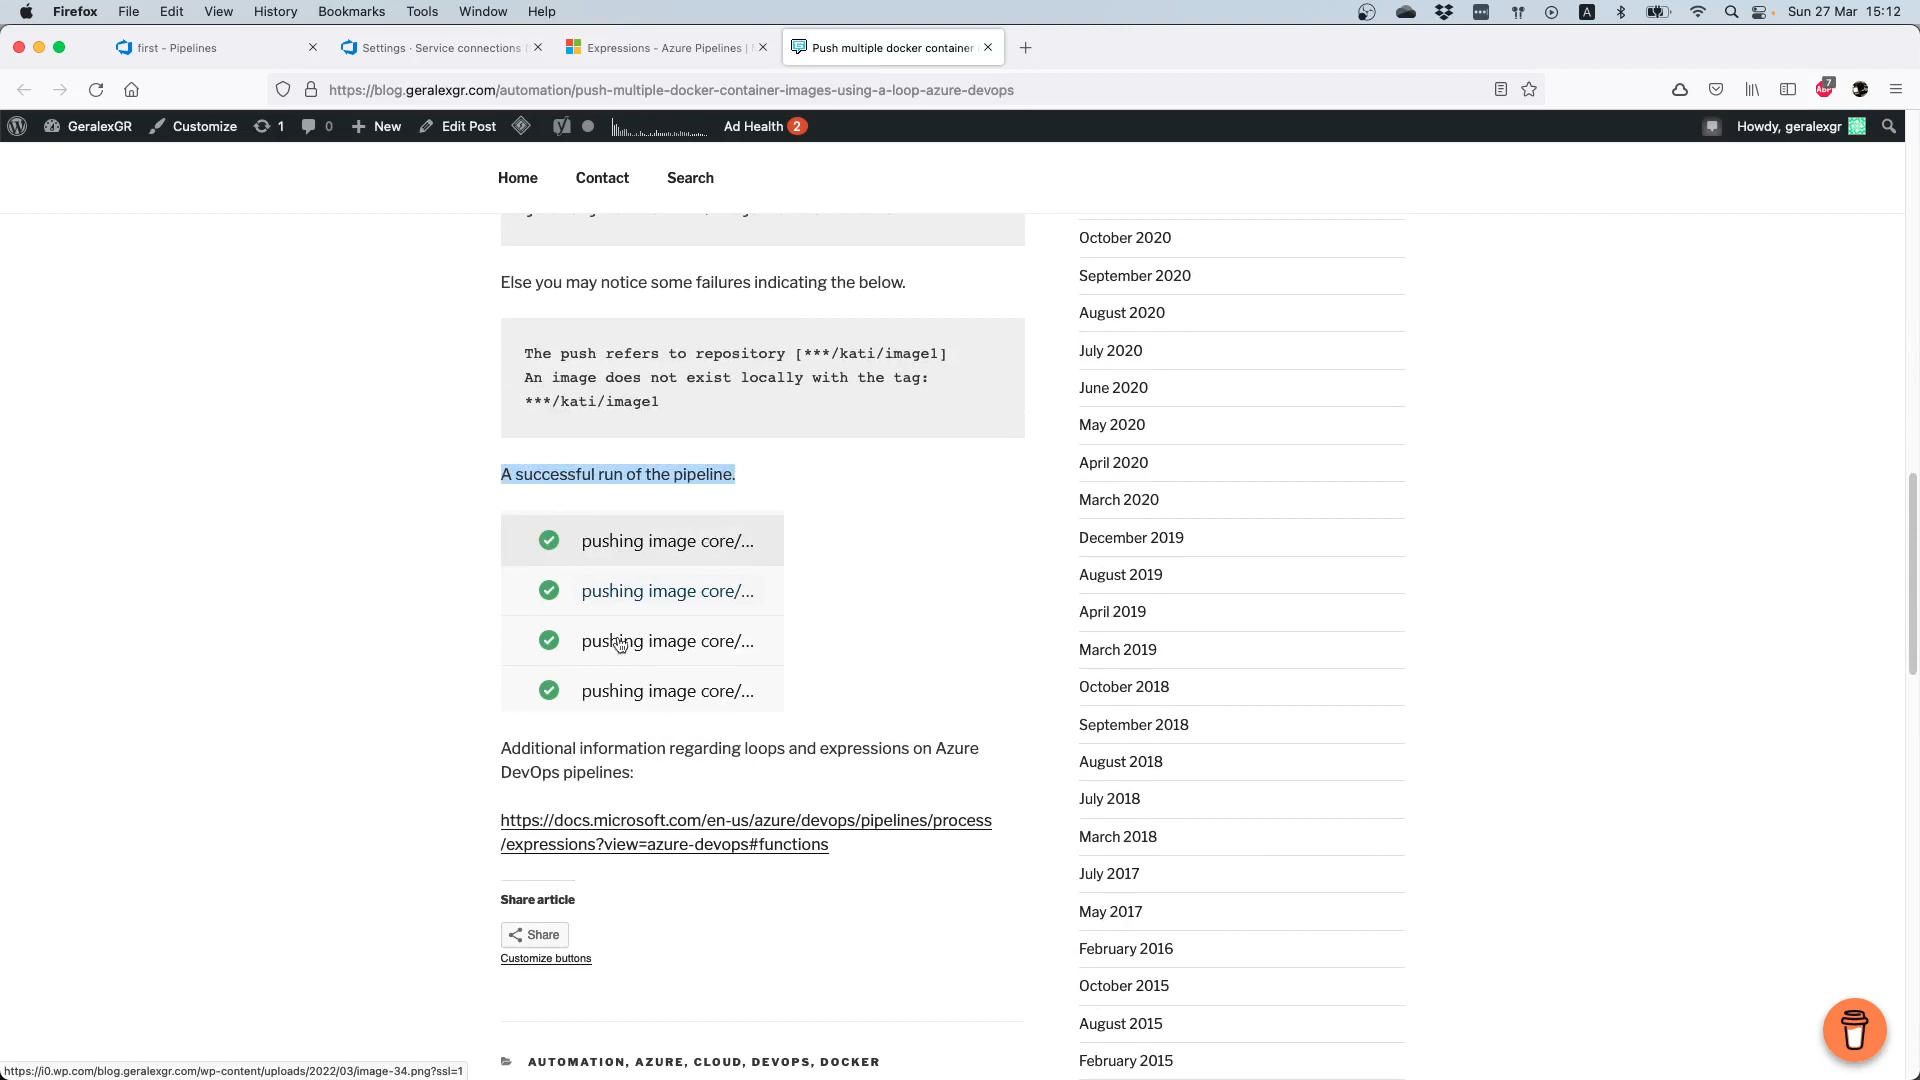 Firefox File Edit View History Bookmarks Tools Window Help A Sun 27 Mar 15:12
first - Pipelines Settings · Service connections Expressions - Azure Pipelines | Push multiple docker container
https://blog.geralexgr.com/automation/push-multiple-docker-container-images-using-a-loop-azure-devops 7
GeralexGR Customize 1 0 New Edit Post Ad Health 2 Howdy, geralexgr
Home Contact Search
Else you may notice some failures indicating the below.
The push refers to repository [***/kati/image1]
An image does not exist locally with the tag:
***/kati/image1
A successful run of the pipeline.
pushing image core/...
pushing image core/...
pushing image core/...
pushing image core/...
Additional information regarding loops and expressions on Azure
DevOps pipelines:
https://docs.microsoft.com/en-us/azure/devops/pipelines/process
/expressions?view=azure-devops#functions
Share article
Share
Customize buttons
AUTOMATION, AZURE, CLOUD, DEVOPS, DOCKER
October 2020
September 2020
August 2020
July 2020
June 2020
May 2020
April 2020
March 2020
December 2019
August 2019
April 2019
March 2019
October 2018
September 2018
August 2018
July 2018
March 2018
July 2017
May 2017
February 2016
October 2015
August 2015
February 2015
https://i0.wp.com/blog.geralexgr.com/wp-content/uploads/2022/03/image-34.png?ssl=1